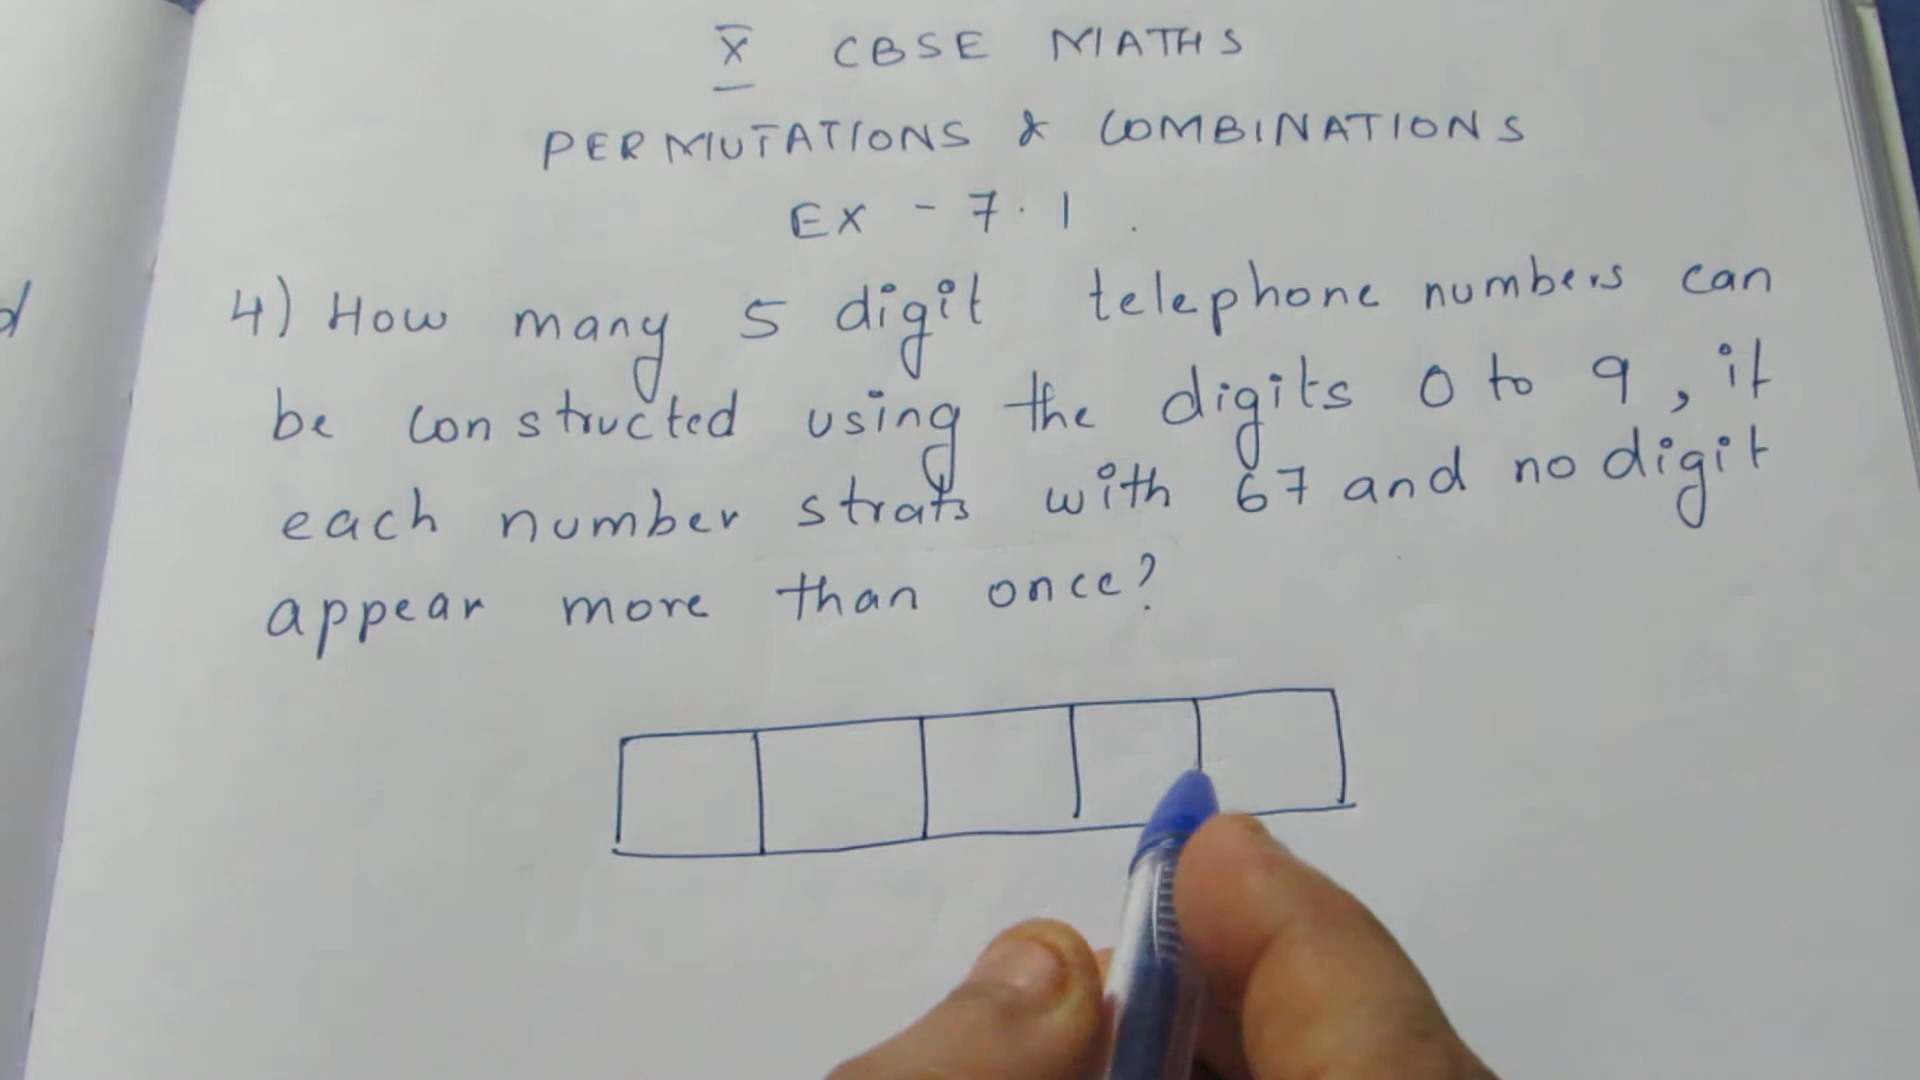 X CBSE MATHS
PERMUTATIONS & COMBINATIONS
EX - 7.1.
4) How many 5 digit telephone numbers can
be constructed using the digits 0 to 9, if
each number strats with 67 and no digit
appear more than once?
d